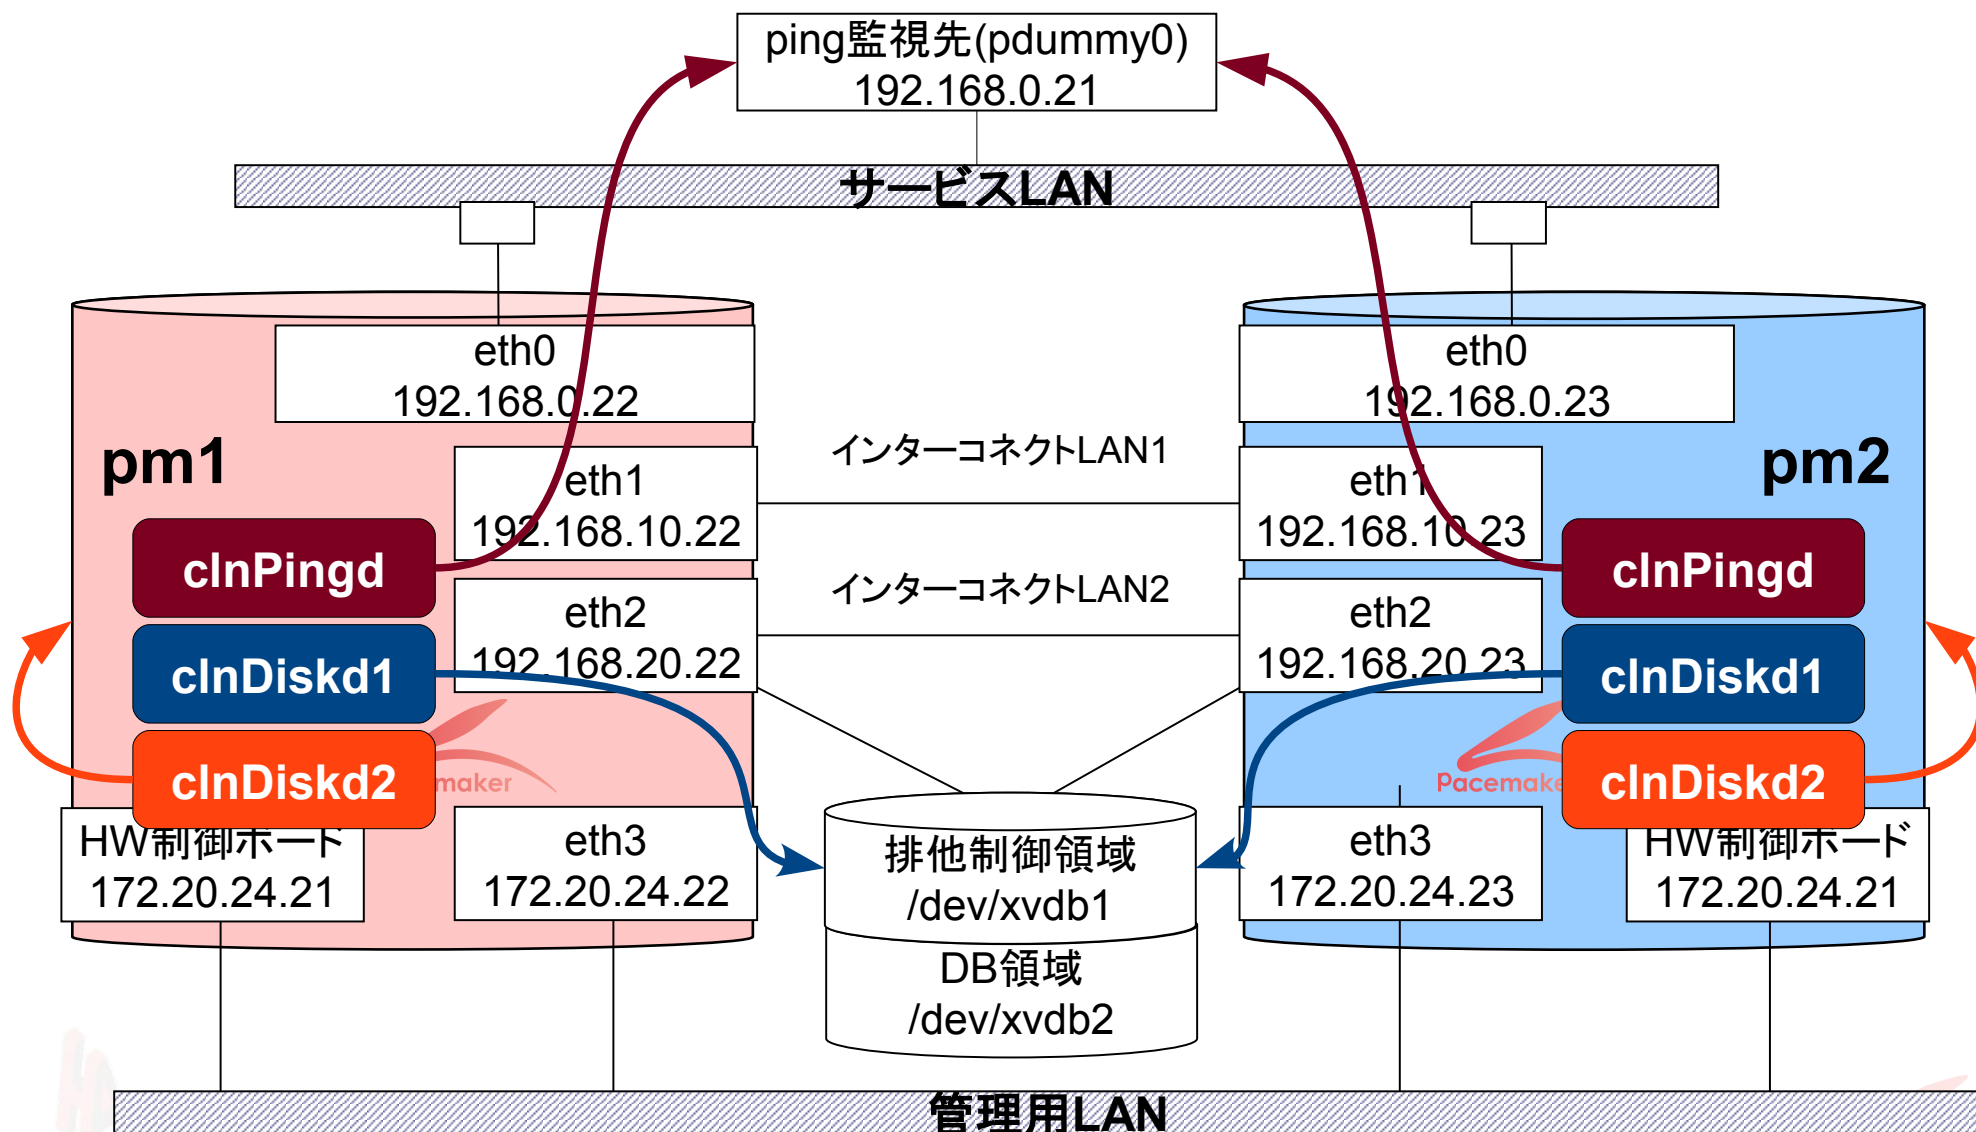 ping監視先(pdummy0)
192.168.0.21
サービスLAN
eth0
192.168.0.22
eth0
192.168.0.23
pm1
pm2
インターコネクトLAN1
eth1
192.168.10.22
eth1
192.168.10.23
clnPingd
clnPingd
インターコネクトLAN2
eth2
192.168.20.22
eth2
192.168.20.23
clnDiskd1
clnDiskd1
clnDiskd2
maker
Pacemake
clnDiskd2
HW制御ボード
172.20.24.21
eth3
172.20.24.22
排他制御領域
/dev/xvdb1
eth3
172.20.24.23
HW制御ボード
172.20.24.21
DB領域
/dev/xvdb2
管理用LAN